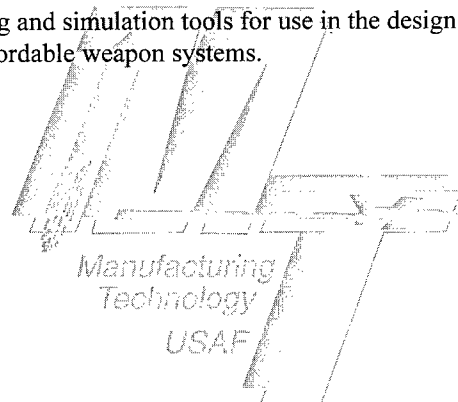 g and simulation tools for use in the design
ordable weapon systems.
Manufacturing
Technology
USAF